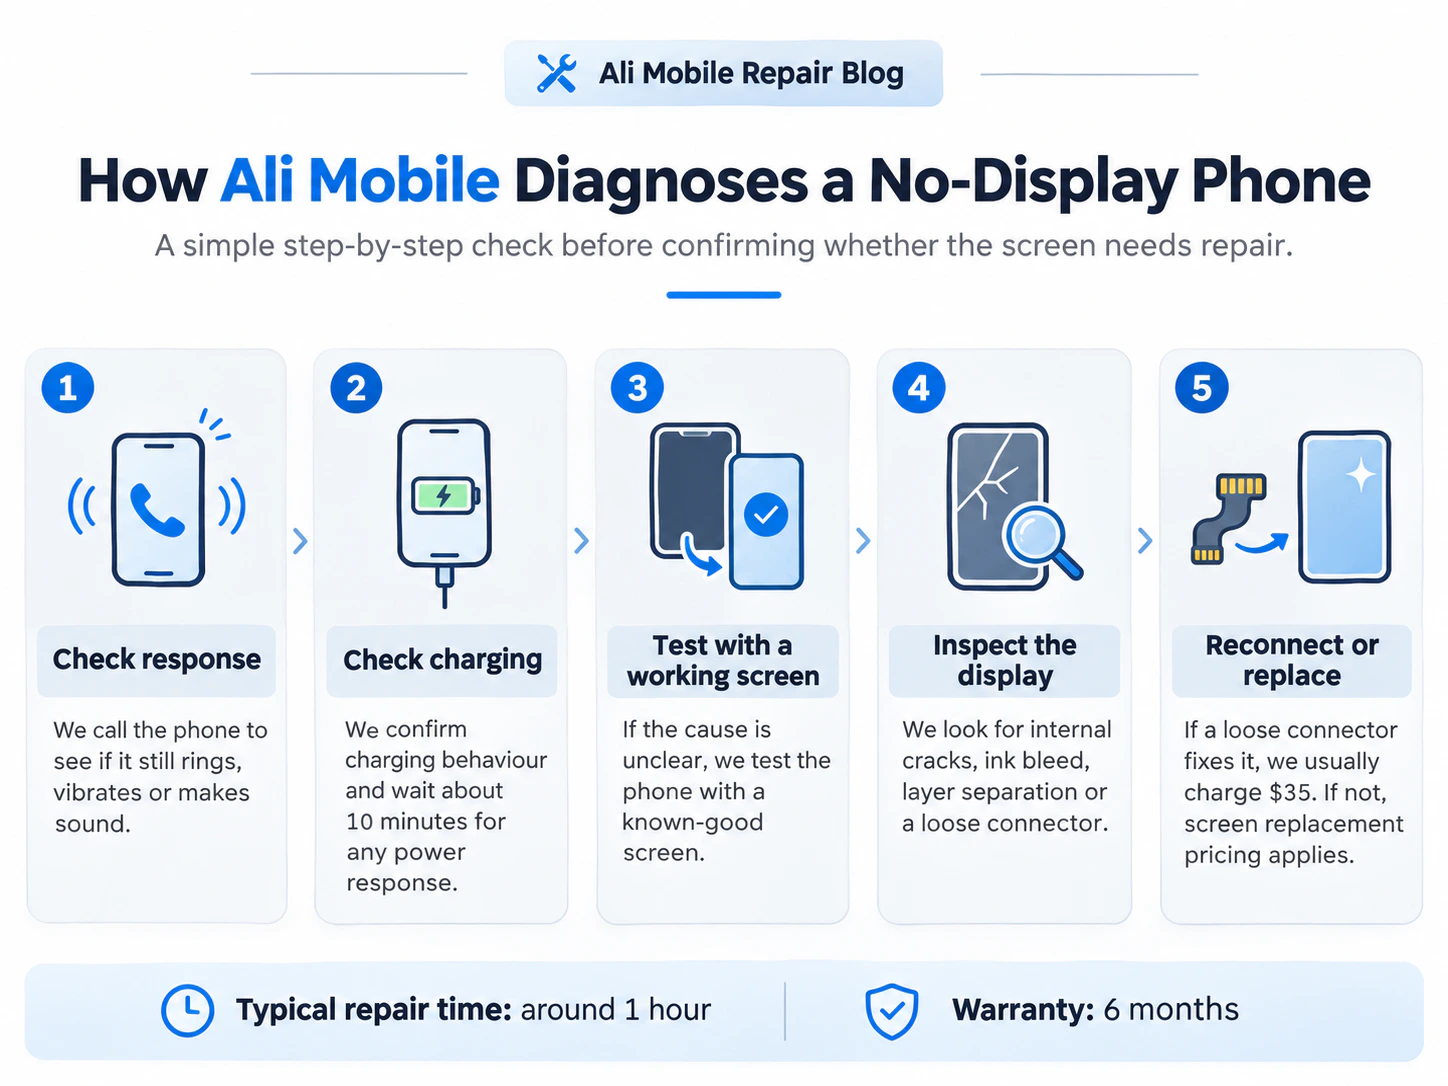 Ali Mobile Repair Blog
How Ali Mobile Diagnoses a No-Display Phone
A simple step-by-step check before confirming whether the screen needs repair.
1
Check response
We call the phone to
see if it still rings,
vibrates or makes
sound.
2
Check charging
We confirm
charging behaviour
and wait about
10 minutes for
any power
response.
3
Test with a
working screen
If the cause is
unclear, we test the
phone with a
known-good
screen.
4
Inspect the
display
We look for internal
cracks, ink bleed,
layer separation or
a loose connector.
5
Reconnect or
replace
If a loose connector
fixes it, we usually
charge $35. If not,
screen replacement
pricing applies.
Typical repair time: around 1 hour
Warranty: 6 months